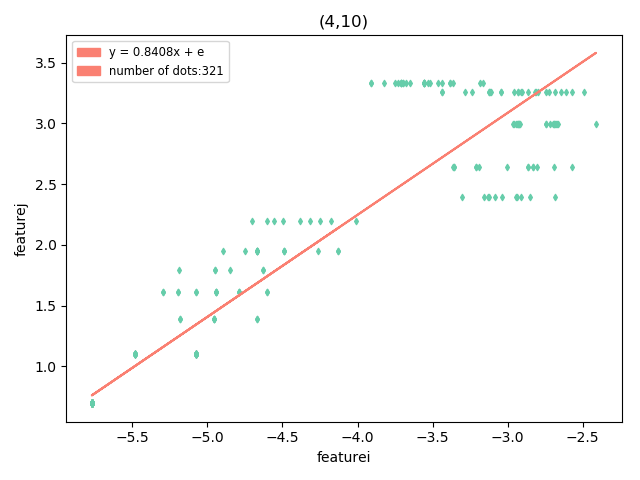 (4,10)
y = 0.8408x + e
number of dots:321
3.5
3.0
2.5
2.0
1.5
1.0
featurej
−5.5 −5.0 −4.5 −4.0 −3.5 −3.0 −2.5
featurei